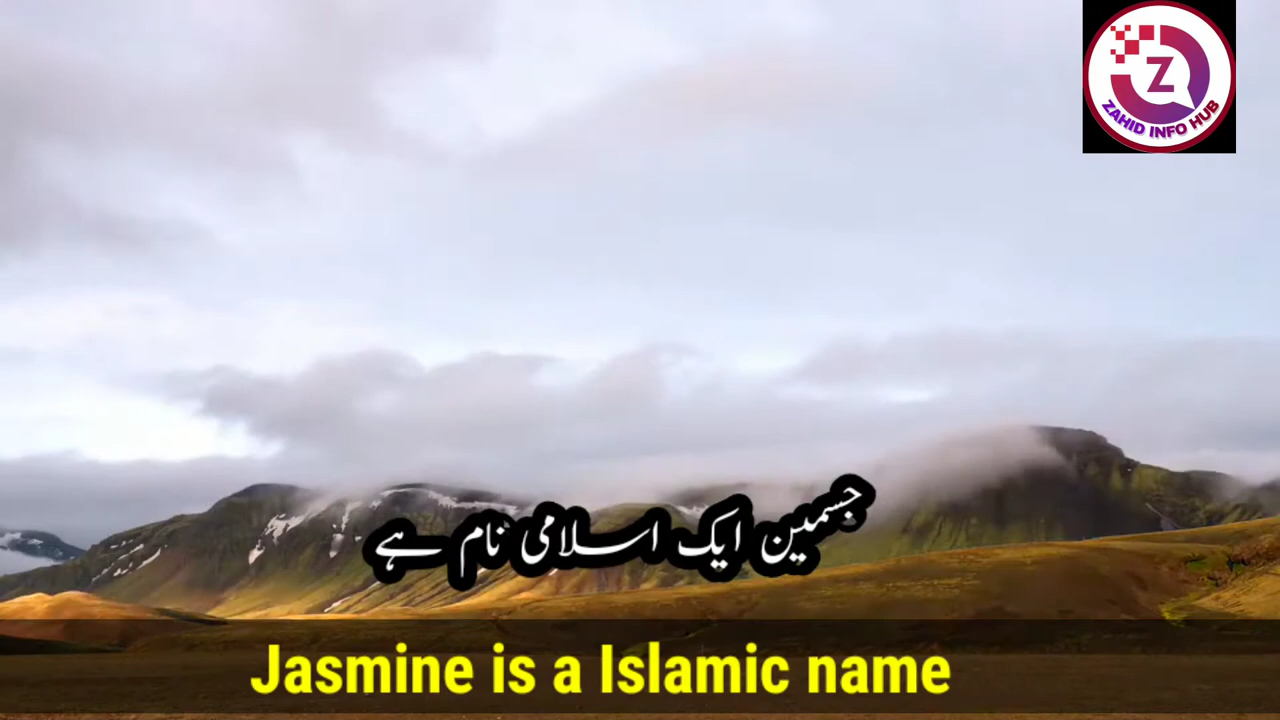 Z
ZAHID INFO HUB
جسمین ایک اسلامی نام ہے
Jasmine is a Islamic name